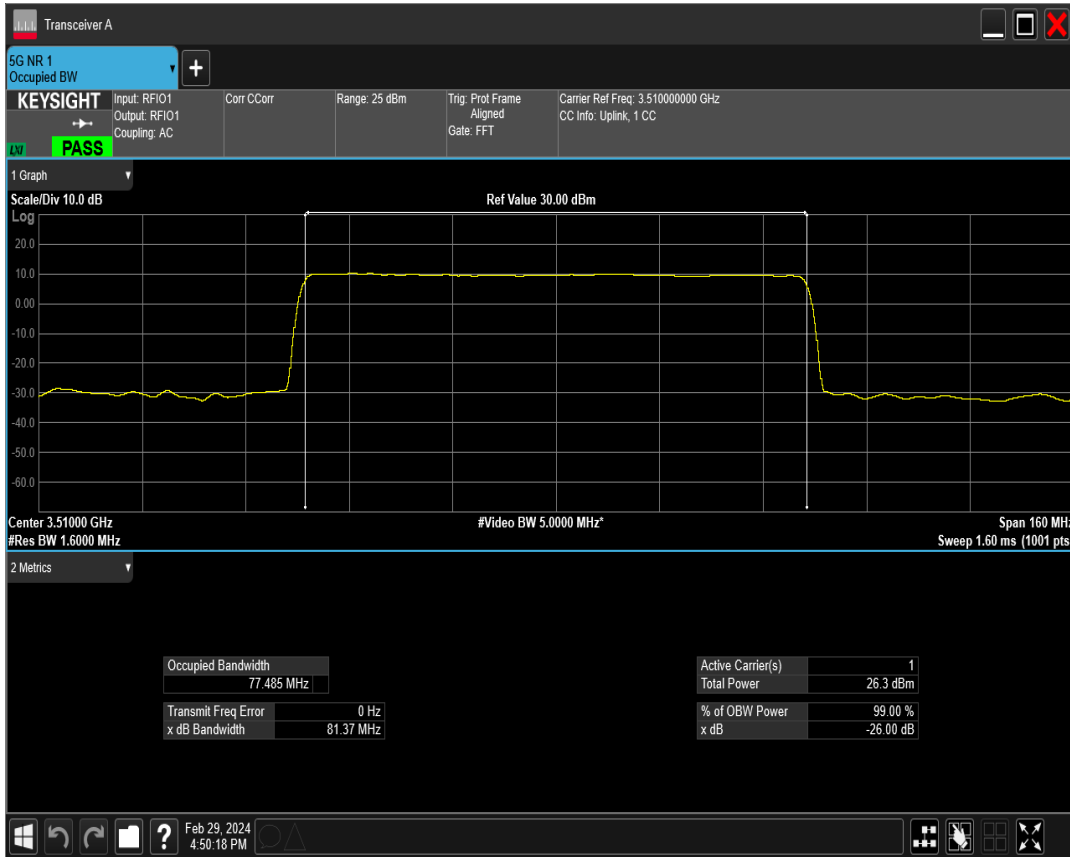 Transceiver A
5G NR 1
Occupied BW
KEYSIGHT
LXI
PASS
Input: RFIO1
Output: RFIO1
Coupling: AC
Corr CCorr
Range: 25 dBm
Trig: Prot Frame
Aligned
Gate: FFT
Carrier Ref Freq: 3.510000000 GHz
CC Info: Uplink, 1 CC
1 Graph
Scale/Div 10.0 dB
Ref Value 30.00 dBm
Log
20.0
10.0
0.00
-10.0
-20.0
-30.0
-40.0
-50.0
-60.0
Center 3.51000 GHz
#Video BW 5.0000 MHz*
Span 160 MHz
#Res BW 1.6000 MHz
Sweep 1.60 ms (1001 pts
2 Metrics
Occupied Bandwidth
77.485 MHz
Transmit Freq Error 0 Hz
x dB Bandwidth 81.37 MHz
Active Carrier(s) 1
Total Power 26.3 dBm
% of OBW Power 99.00 %
x dB -26.00 dB
?
Feb 29, 2024
4:50:18 PM